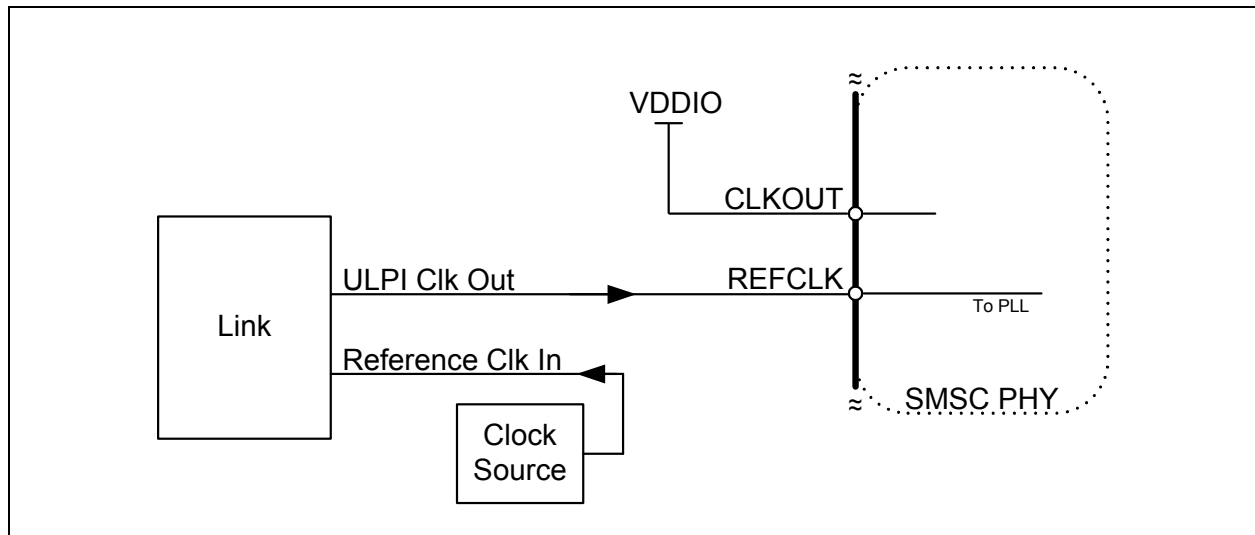 VDDIO
CLKOUT
ULPI Clk Out
REFCLK
To PLL
Link
Reference Clk In
SMSC PHY
Clock
Source